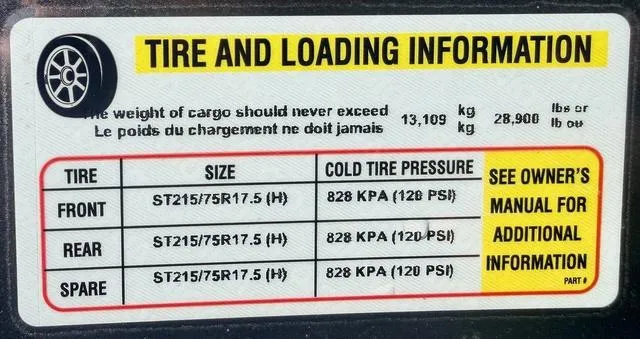 TIRE AND LOADING INFORMATION
The weight of cargo should never exceed 13,109 kg 28,900 lbs or
Le poids du chargement ne doit jamais kg lb ou
TIRE SIZE COLD TIRE PRESSURE
FRONT ST215/75R17.5 (H) 828 KPA (120 PSI)
REAR ST215/75R17.5 (H) 828 KPA (120 PSI)
SPARE ST215/75R17.5 (H) 828 KPA (120 PSI)
SEE OWNER'S
MANUAL FOR
ADDITIONAL
INFORMATION
PART #